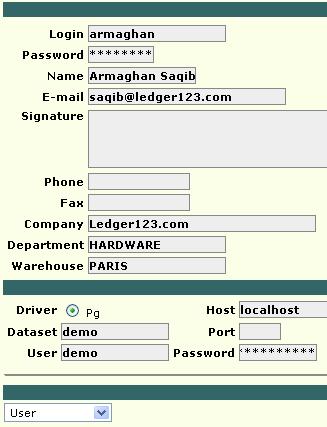 Login armaghan
Password ********
Name Armaghan Saqib
E-mail saqib@ledger123.com
Signature
Phone
Fax
Company Ledger123.com
Department HARDWARE
Warehouse PARIS
Driver Pg Host localhost
Dataset demo Port
User demo Password *********
User